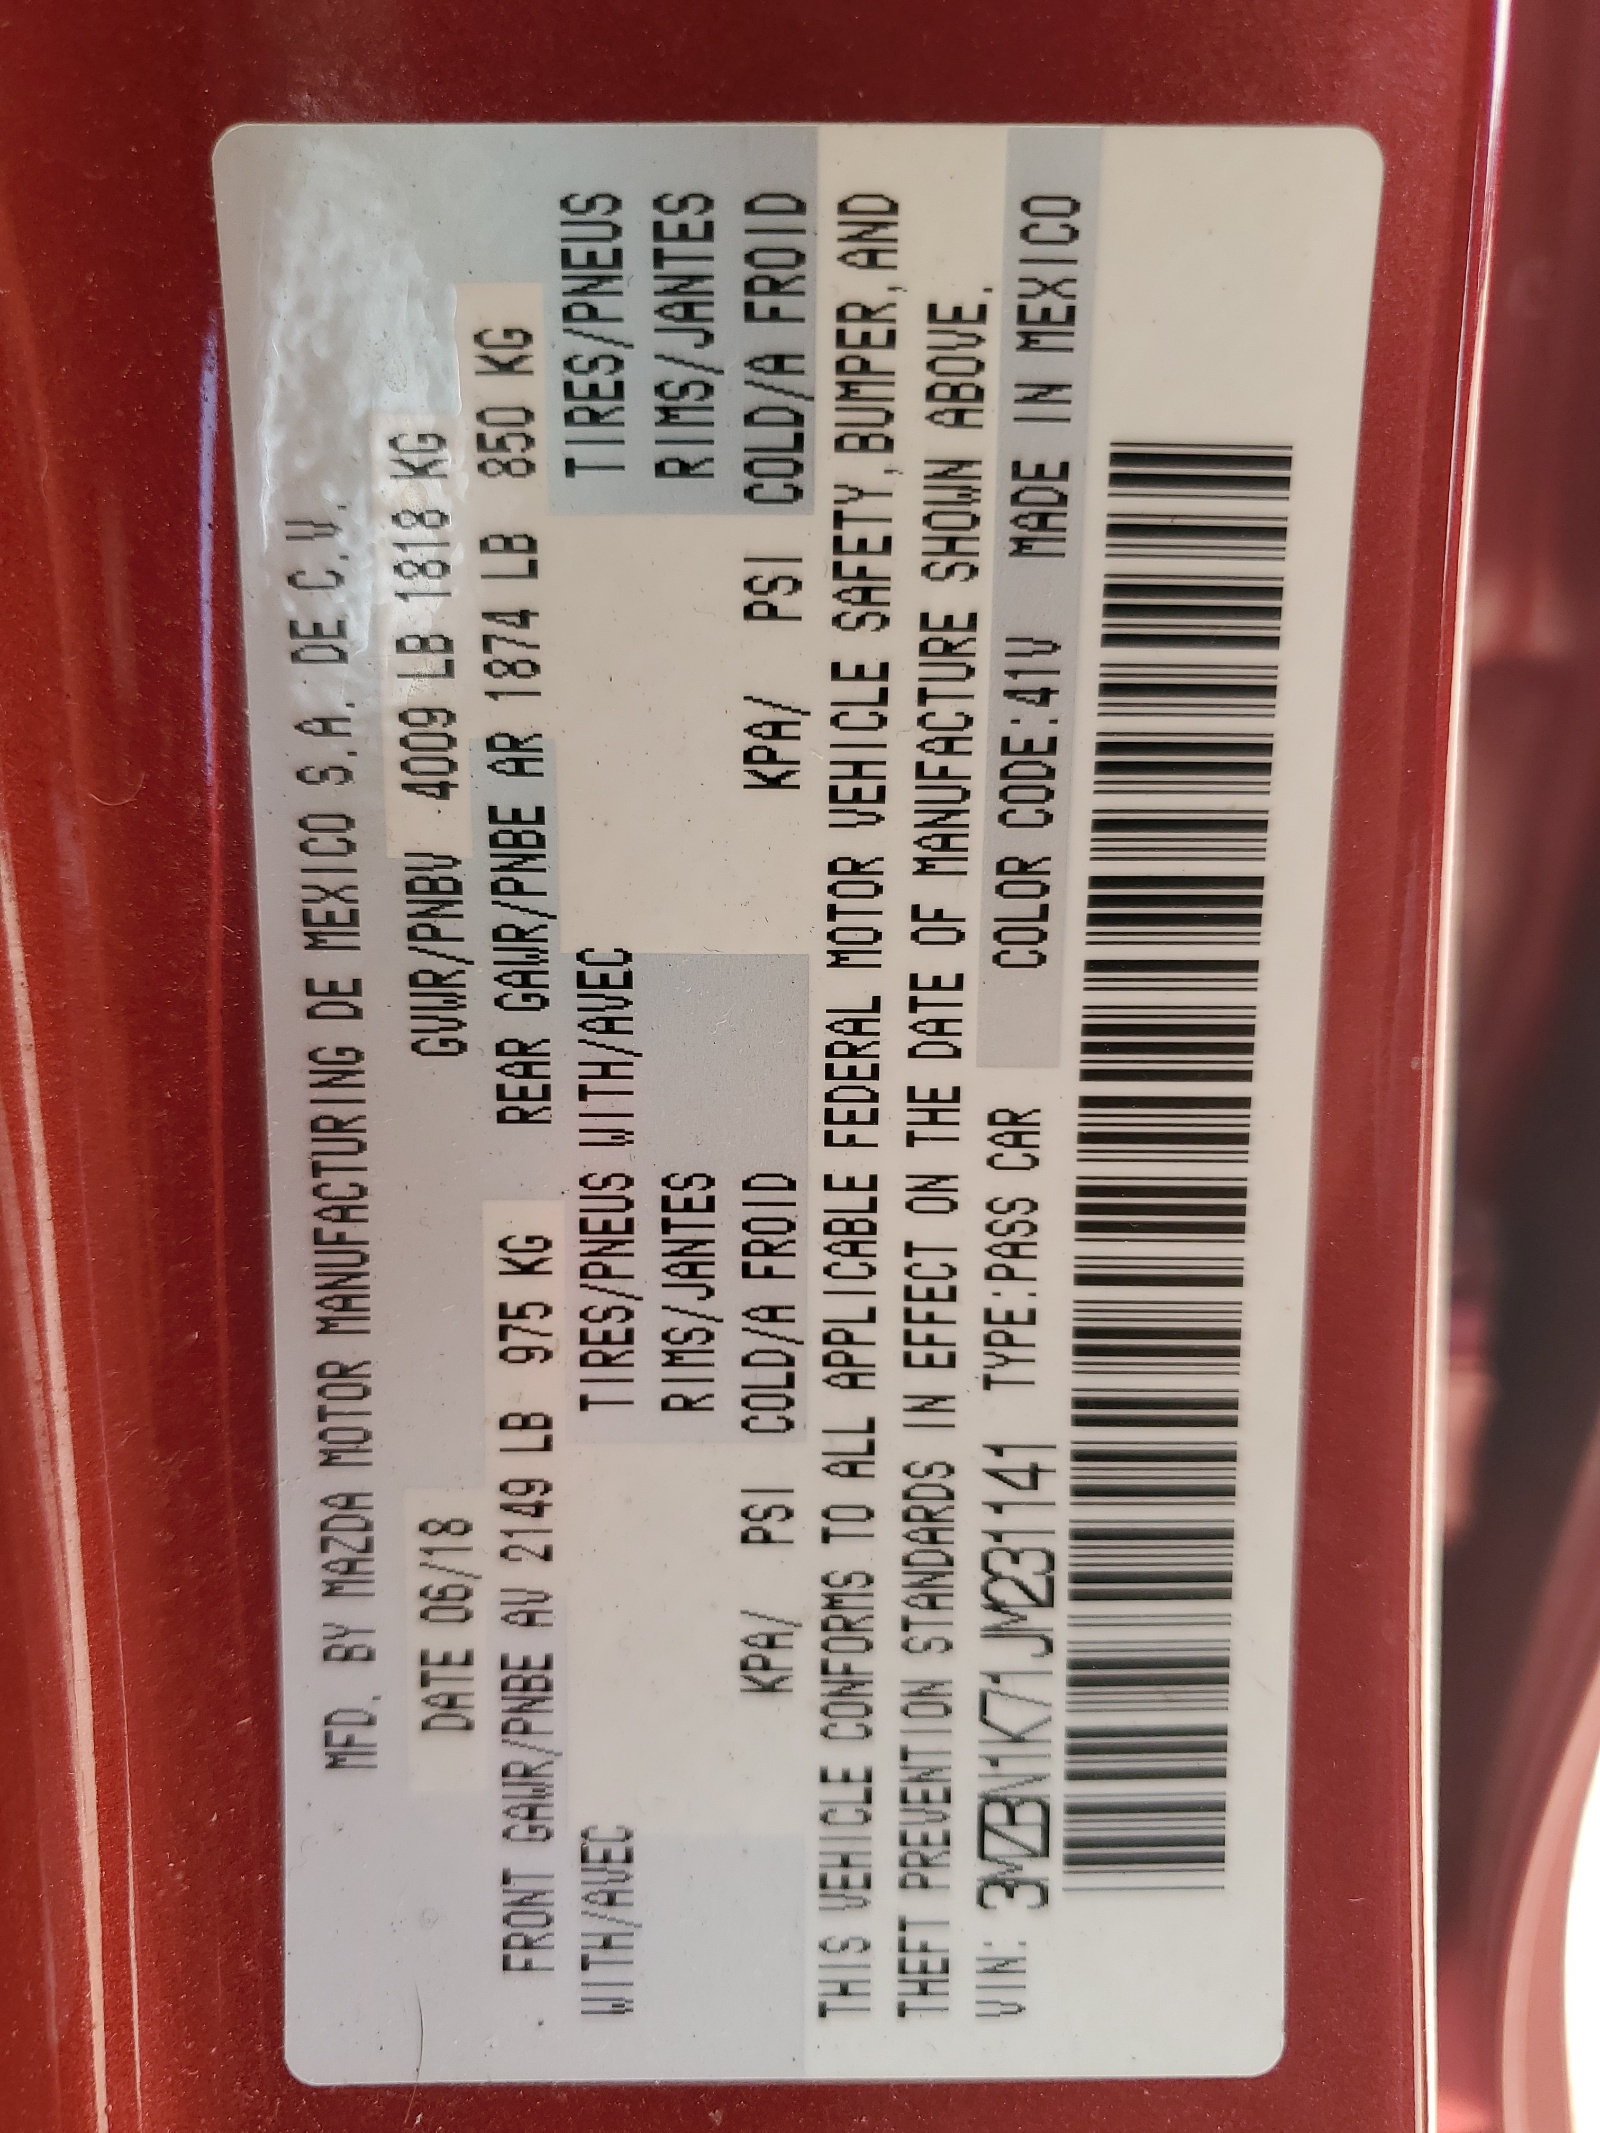 MFD. BY MAZDA MOTOR MANUFACTURING DE MEXICO S.A. DE C.V.
DATE 06/18 GVWR/PNBV 4009 LB 1818 KG
FRONT GAWR/PNBE AV 2149 LB 975 KG REAR GAWR/PNBE AR 1874 LB 850 KG
WITH/AVEC TIRES/PNEUS WITH/AVEC TIRES/PNEUS
RIMS/JANTES RIMS/JANTES
KPA/ PSI COLD/A FROID KPA/ PSI COLD/A FROID
THIS VEHICLE CONFORMS TO ALL APPLICABLE FEDERAL MOTOR VEHICLE SAFETY,BUMPER,AND
THEFT PREVENTION STANDARDS IN EFFECT ON THE DATE OF MANUFACTURE SHOWN ABOVE.
VIN: 3MZBN1K71JM231141 TYPE:PASS CAR COLOR CODE:41V MADE IN MEXICO